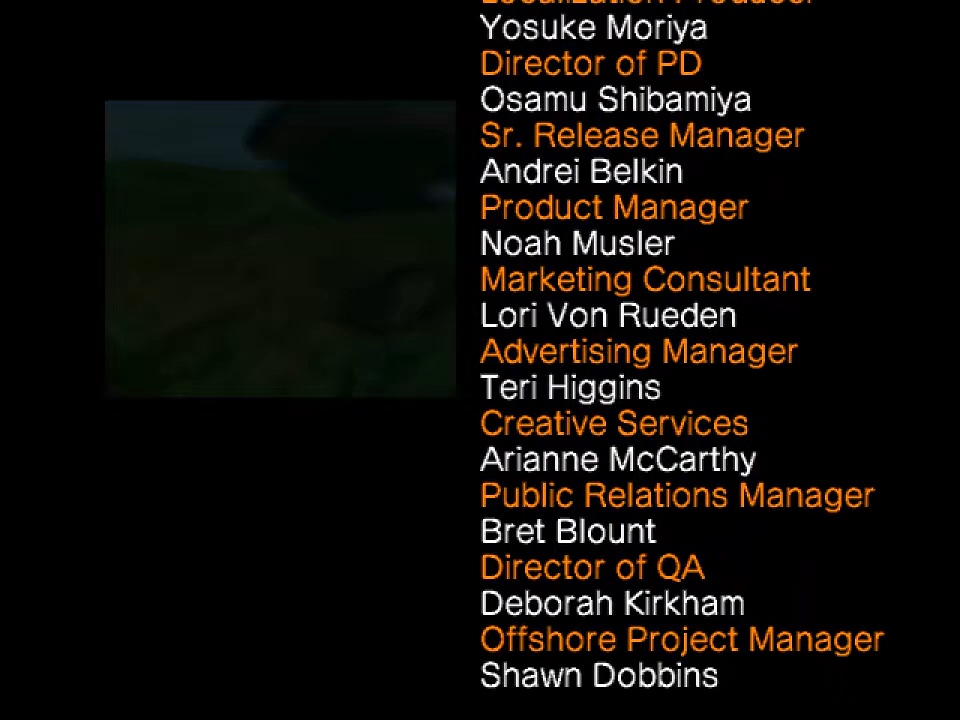 Localization Producer
Yosuke Moriya
Director of PD
Osamu Shibamiya
Sr. Release Manager
Andrei Belkin
Product Manager
Noah Musler
Marketing Consultant
Lori Von Rueden
Advertising Manager
Teri Higgins
Creative Services
Arianne McCarthy
Public Relations Manager
Bret Blount
Director of QA
Deborah Kirkham
Offshore Project Manager
Shawn Dobbins